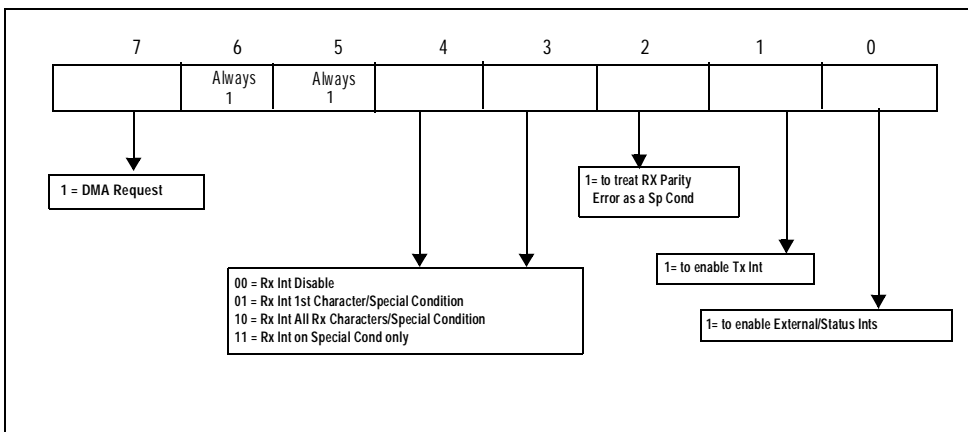 7 6 5 4 3 2 1 0
Always Always
1 1
1 = DMA Request
1= to treat RX Parity
Error as a Sp Cond
1= to enable Tx Int
00 = Rx Int Disable
01 = Rx Int 1st Character/Special Condition
10 = Rx Int All Rx Characters/Special Condition
11 = Rx Int on Special Cond only
1= to enable External/Status Ints